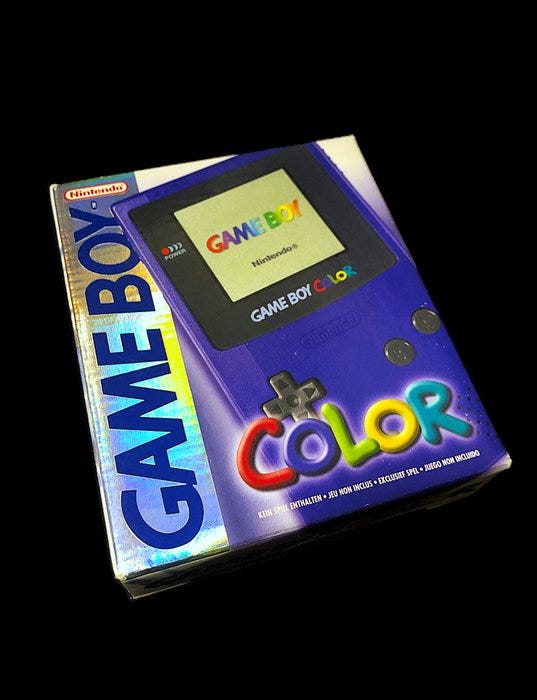 Nintendo®
GAME BOY
POWER
GAME BOY
Nintendo®
GAME BOY COLOR
Nintendo
A
B
COLOR
KEIN SPIEL ENTHALTEN • JEU NON INCLUS • EXCLUSIEF SPEL • JUEGO NON INCLUIDO